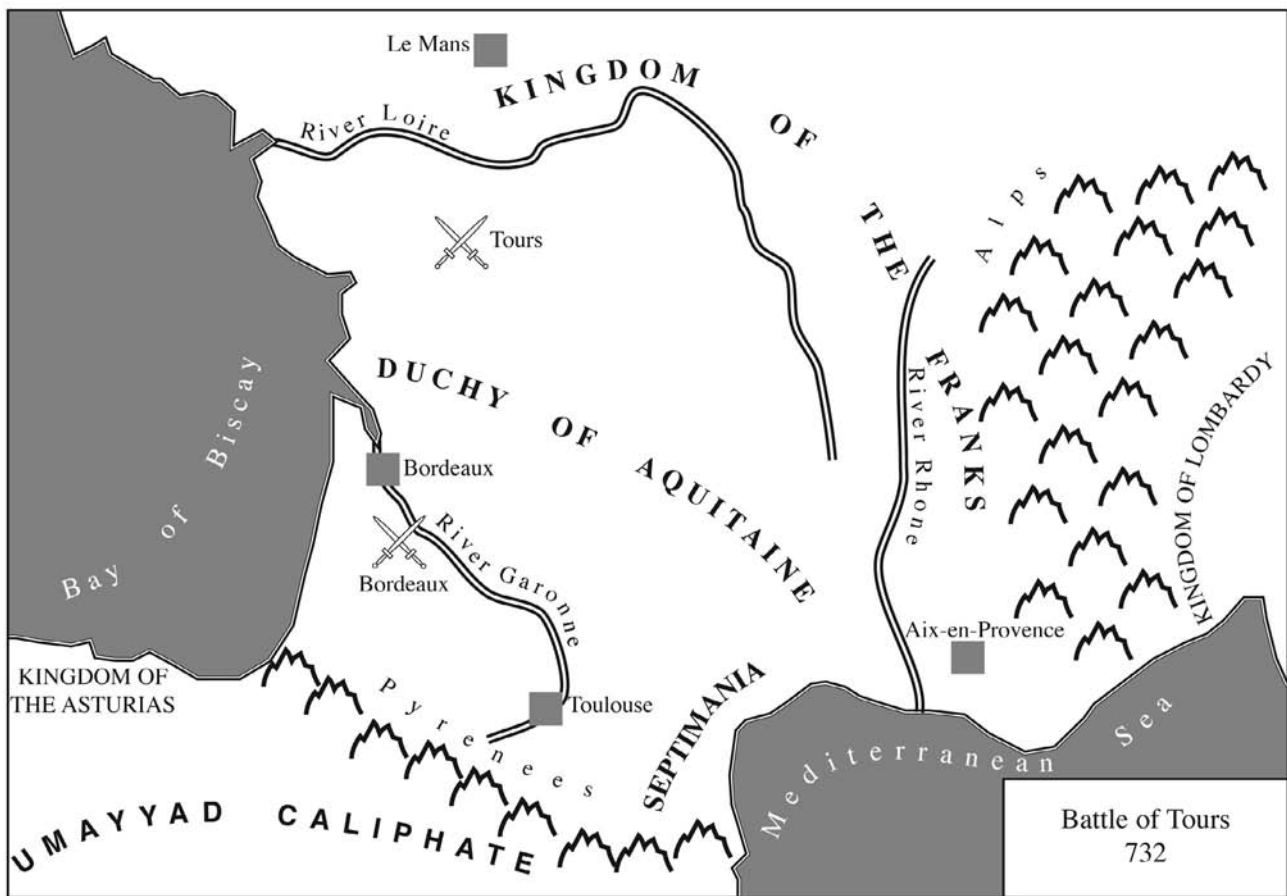 Le Mans
KINGDOM OF THE FRANKS
River Loire
Alps
Tours
DUCHY OF AQUITAINE
Bay of Biscay
River Rhone
KINGDOM OF LOMBARDY
Bordeaux
River Garonne
Bordeaux
Aix-en-Provence
KINGDOM OF
THE ASTURIAS
Pyrenees
Toulouse
SEPTIMANIA
Mediterranean Sea
UMAYYAD CALIPHATE
Battle of Tours
732